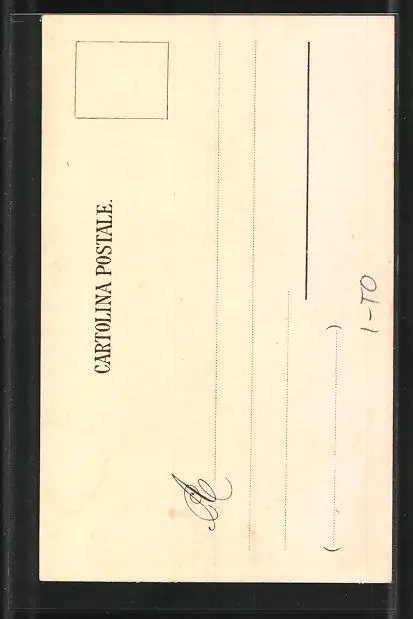 CARTOLINA POSTALE.
A
(          ,          )
1-TO